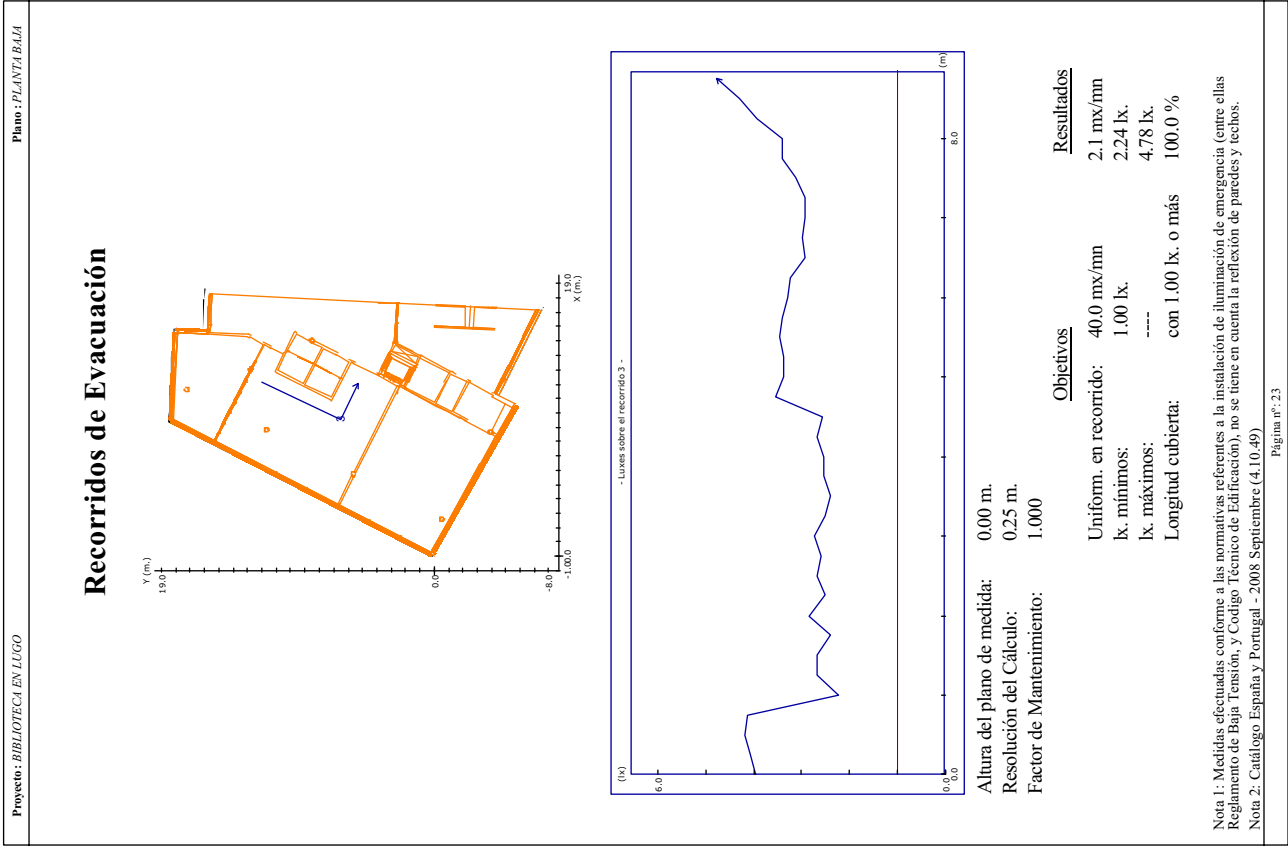 Proyecto : BIBLIOTECA EN LUGO
Plano : PLANTA BAJA
Recorridos de Evacuación
Y (m.)
19.0
0.0
-8.0
-1.00.0
19.0
X (m.)
- Luxes sobre el recorrido 3 -
(lx)
6.0
0.0
0.0
8.0
(m)
Altura del plano de medida: 0.00 m.
Resolución del Cálculo: 0.25 m.
Factor de Mantenimiento: 1.000
Objetivos Resultados
Uniform. en recorrido: 40.0 mx/mn 2.1 mx/mn
lx. mínimos: 1.00 lx. 2.24 lx.
lx. máximos: ---- 4.78 lx.
Longitud cubierta: con 1.00 lx. o más 100.0 %
Nota 1: Medidas efectuadas conforme a las normativas referentes a la instalación de iluminación de emergencia (entre ellas
Reglamento de Baja Tensión, y Codigo Técnico de Edificación), no se tiene en cuenta la reflexión de paredes y techos.
Nota 2: Catálogo España y Portugal - 2008 Septiembre (4.10.49)
Página nº: 23